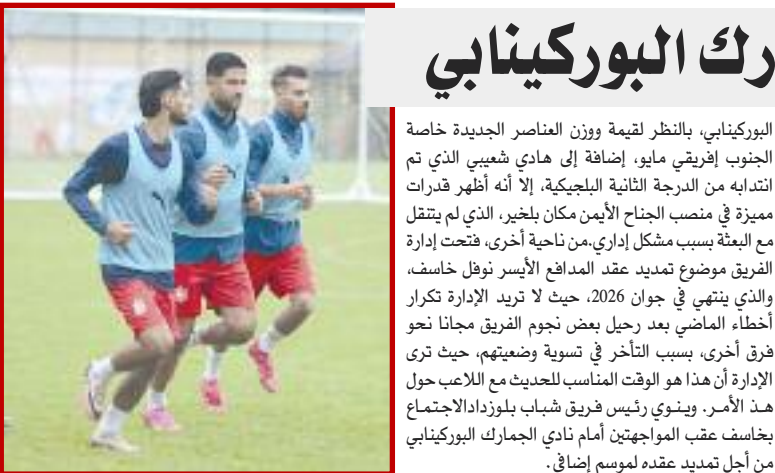 رك البوركينابي
البوركينابي، بالنظر لقيمة ووزن العناصر الجديدة خاصة
الجنوب إفريقي مايو، إضافة إلى هادي شعيبي الذي تم
انتدابه من الدرجة الثانية البلجيكية، إلا أنه أظهر قدرات
مميزة في منصب الجناح الأيمن مكان بلخير، الذي لم يتنقل
مع البعثة بسبب مشكل إداري.من ناحية أخرى، فتحت إدارة
الفريق موضوع تمديد عقد المدافع الأيسر نوفل خاسف،
والذي ينتهي في جوان 2026، حيث لا تريد الإدارة تكرار
أخطاء الماضي بعد رحيل بعض نجوم الفريق مجانا نحو
فرق أخرى، بسبب التأخر في تسوية وضعيتهم، حيث ترى
الإدارة أن هذا هو الوقت المناسب للحديث مع اللاعب حول
هذ الأمر. وينوي رئيس فريق شباب بلوزدادالاجتماع
بخاسف عقب المواجهتين أمام نادي الجمارك البوركينابي
من أجل تمديد عقده لموسم إضافي.